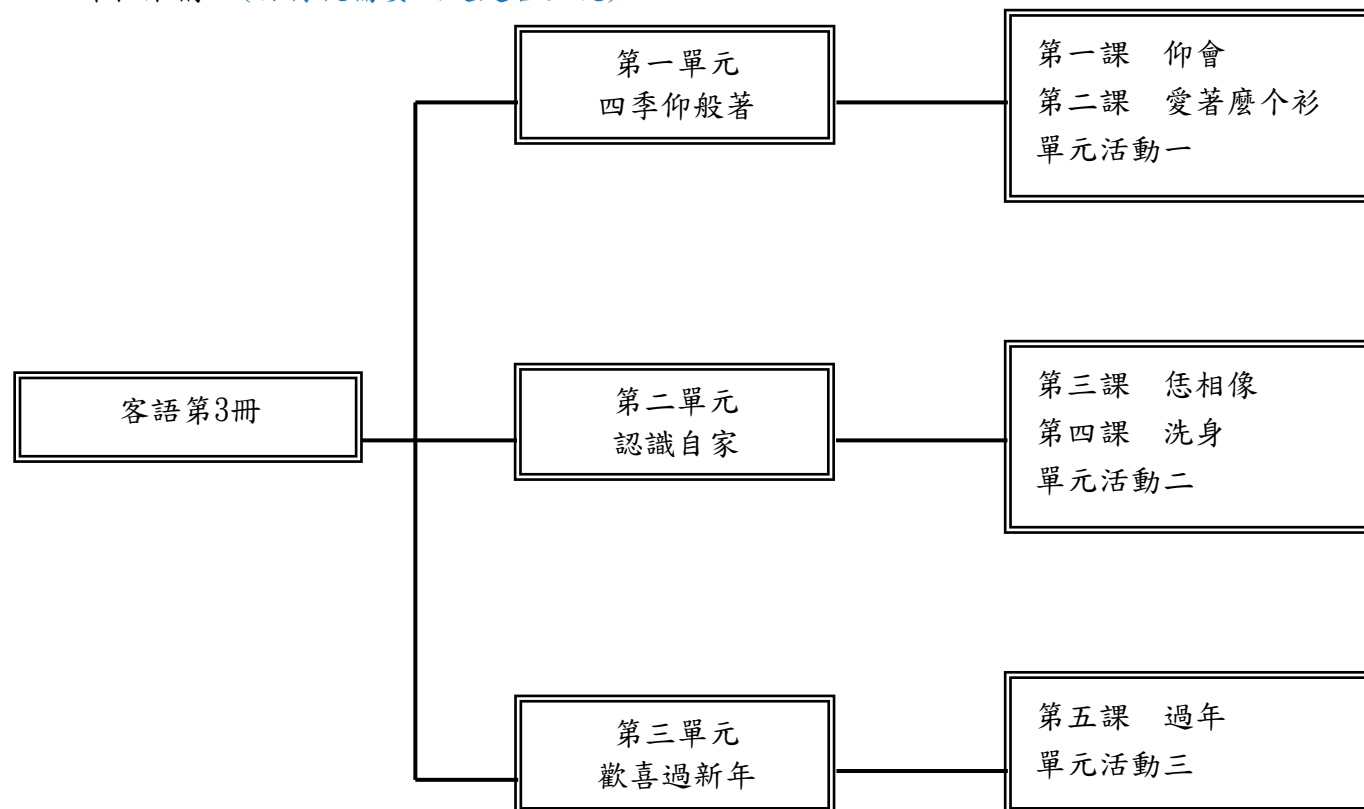 客語第3冊
第一單元
四季仰般著
第一課　仰會
第二課　愛著麼个衫
單元活動一
第二單元
認識自家
第三課　恁相像
第四課　洗身
單元活動二
第三單元
歡喜過新年
第五課　過年
單元活動三